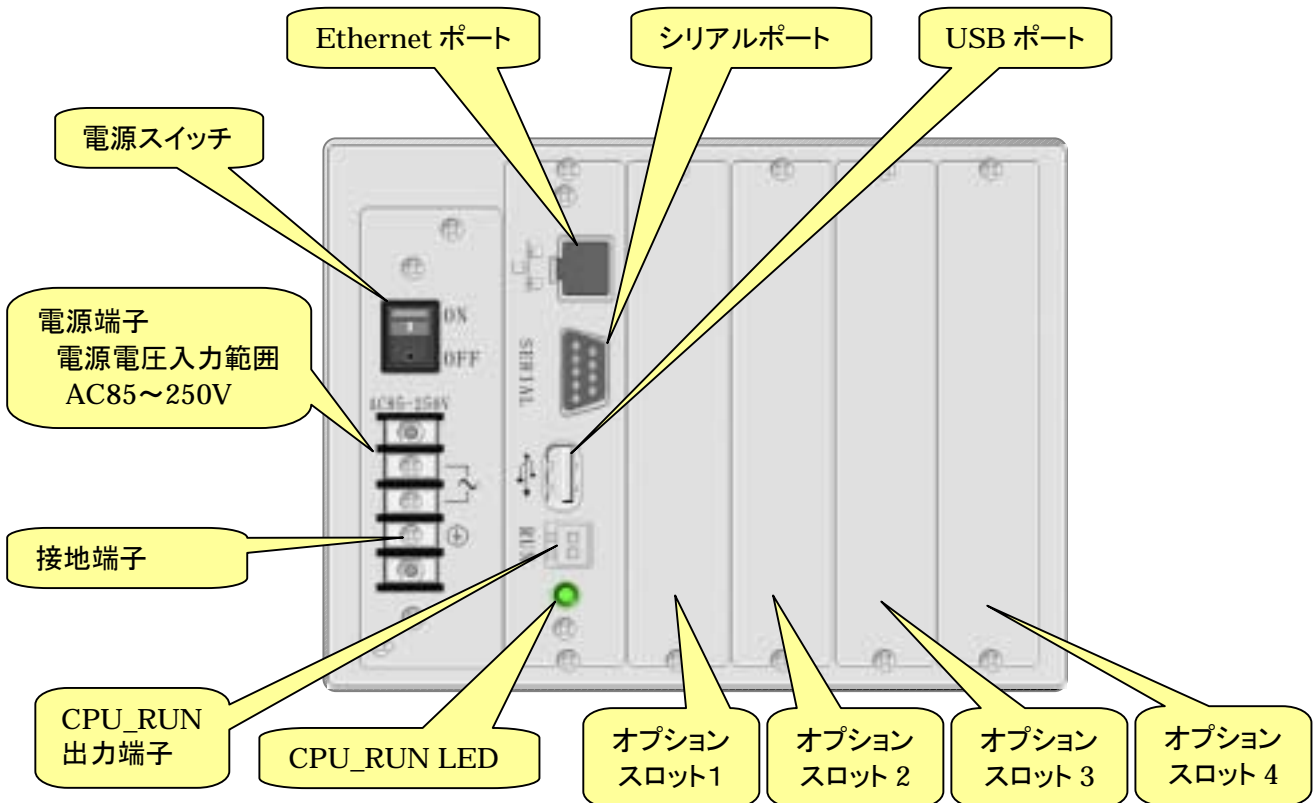 Ethernet ポート
シリアルポート
USB ポート
電源スイッチ
電源端子
電源電圧入力範囲
AC85～250V
接地端子
ON
OFF
AC85-250V
SERIAL
RUN
CPU_RUN
出力端子
CPU_RUN LED
オプション
スロット1
オプション
スロット 2
オプション
スロット 3
オプション
スロット 4